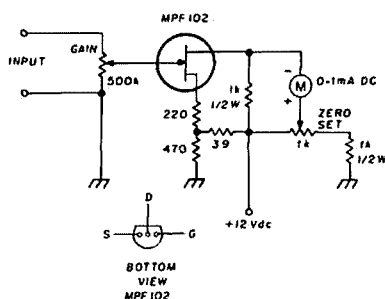 MPF 102
INPUT
GAIN
500k
220
470
39
1k
1/2 W
-
M
+
0-1mA DC
ZERO
SET
1k
1k
1/2 W
+12 Vdc
D
S
G
BOTTOM
VIEW
MPF 102